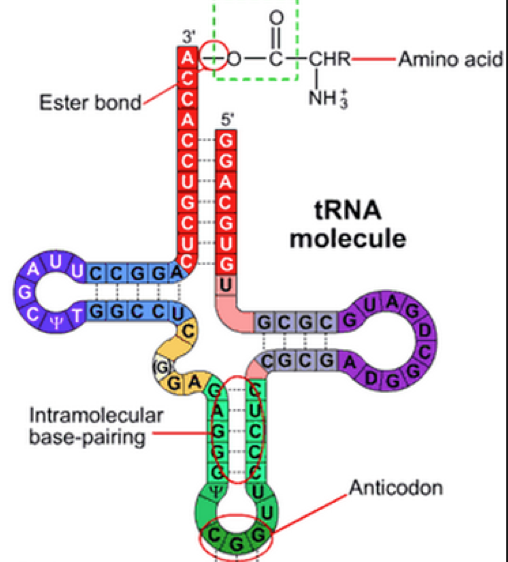 O
3'
A O C CHR Amino acid
Ester bond
NH3+
5'
A C C A C C U G C U C
G G A C G U G U
tRNA
molecule
A U U C C G G A
G
C Ψ T G G C C U
C
G
G A
G C G C G U A G D C
C G C G A D G G
G A G G G Ψ
C U C C C U U
Intramolecular
base-pairing
Anticodon
C G G